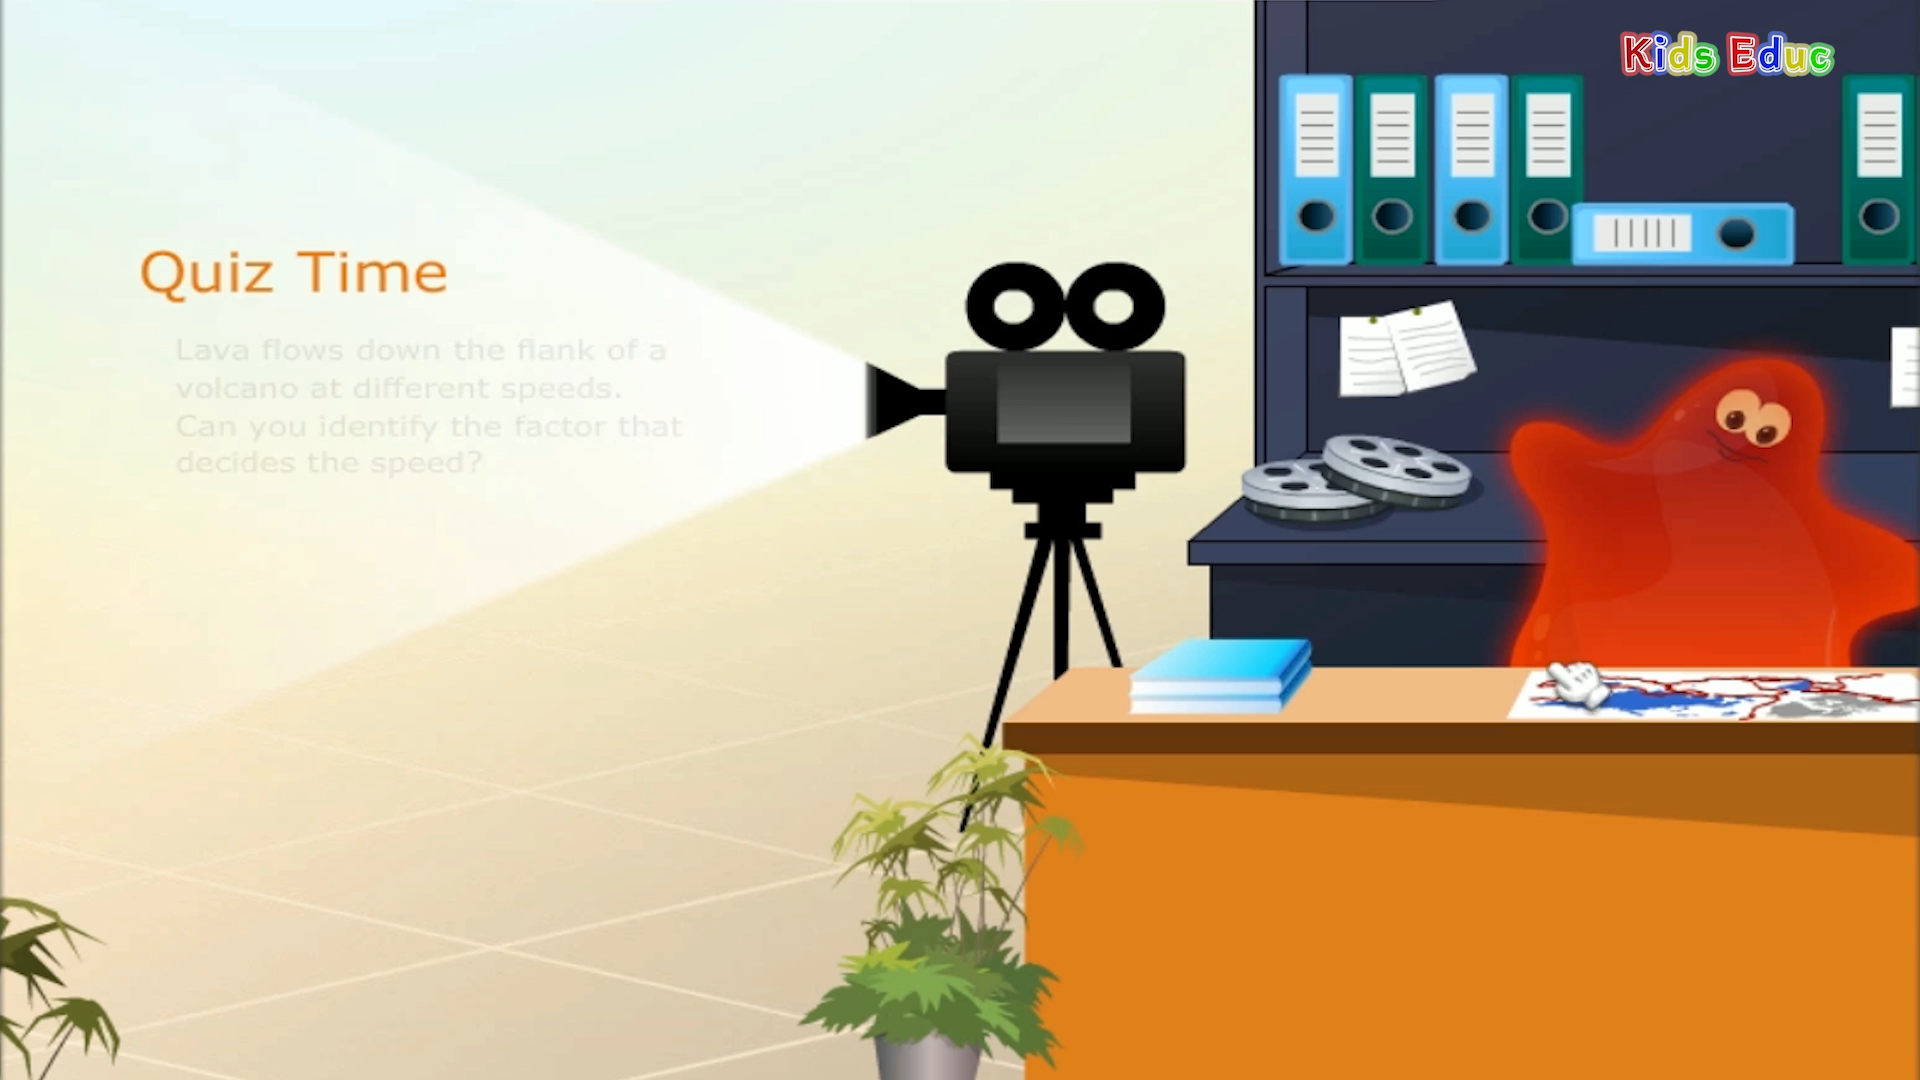 Kids Educ
Quiz Time
Lava flows down the flank of a
volcano at different speeds.
Can you identify the factor that
decides the speed?